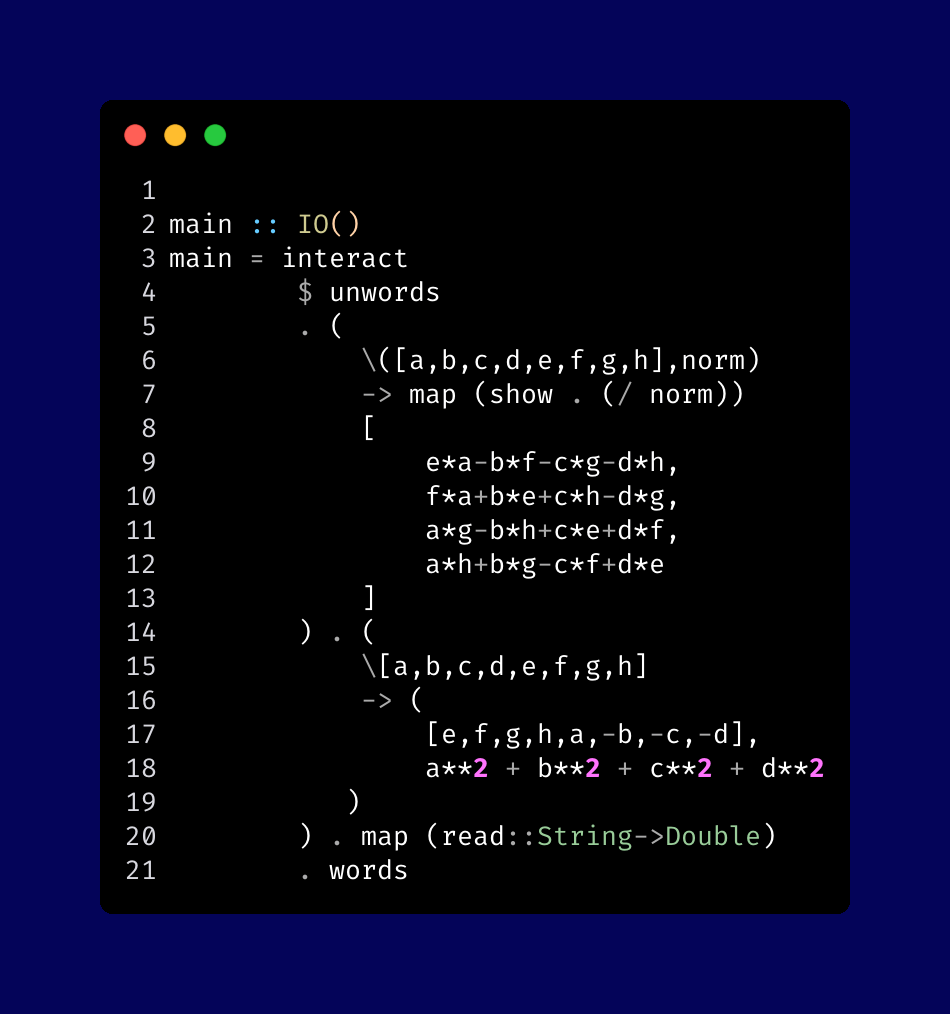 1
2 main :: IO()
3 main = interact
4         $ unwords
5         . (
6             \([a,b,c,d,e,f,g,h],norm)
7             -> map (show . (/ norm))
8             [
9                 e*a-b*f-c*g-d*h,
10                 f*a+b*e+c*h-d*g,
11                 a*g-b*h+c*e+d*f,
12                 a*h+b*g-c*f+d*e
13             ]
14         ) . (
15             \[a,b,c,d,e,f,g,h]
16             -> (
17                 [e,f,g,h,a,-b,-c,-d],
18                 a**2 + b**2 + c**2 + d**2
19            )
20         ) . map (read::String->Double)
21         . words